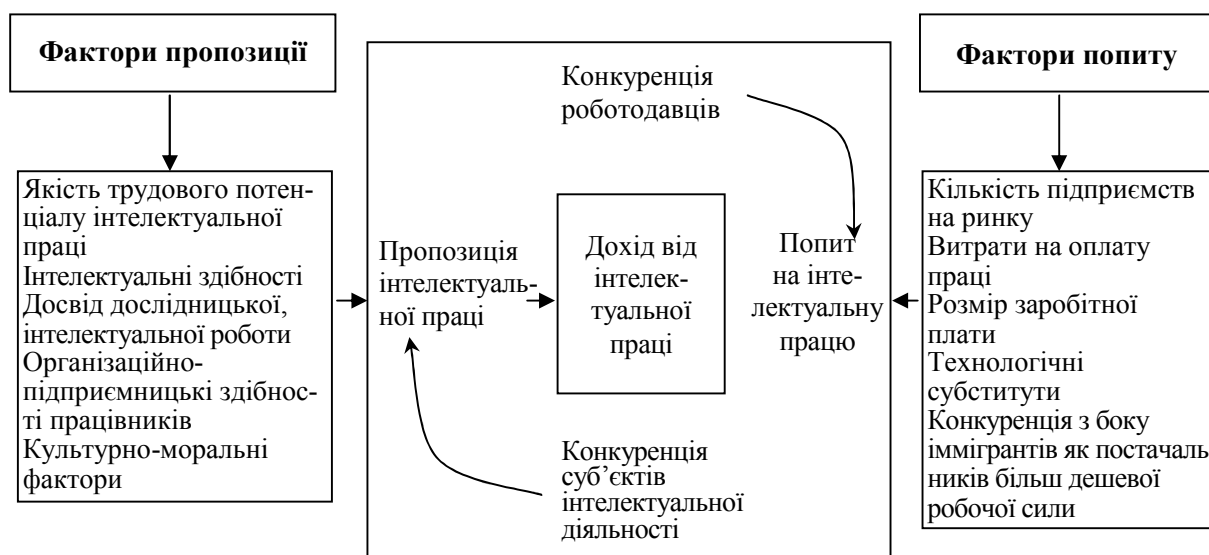 Фактори пропозиції
Якість трудового потен-
ціалу інтелектуальної
праці
Інтелектуальні здібності
Досвід дослідницької,
інтелектуальної роботи
Організаційно-
підприємницькі здібнос-
ті працівників
Культурно-моральні
фактори
Конкуренція
роботодавців
Пропозиція
інтелектуаль-
ної праці
Дохід від
інтелек-
туальної
праці
Попит
на інте-
лектуальну
працю
Конкуренція
суб’єктів
інтелектуальної
діяльності
Фактори попиту
Кількість підприємств
на ринку
Витрати на оплату
праці
Розмір заробітної
плати
Технологічні
субститути
Конкуренція з боку
іммігрантів як постачаль
ників більш дешевої
робочої сили